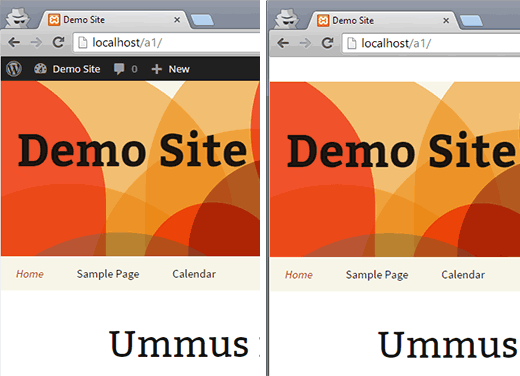 Demo Site
localhost/a1/
Demo Site 0 New
Demo Site
Home Sample Page Calendar
Ummus
Demo Site
localhost/a1/
Demo Site
Home Sample Page Calendar
Ummus